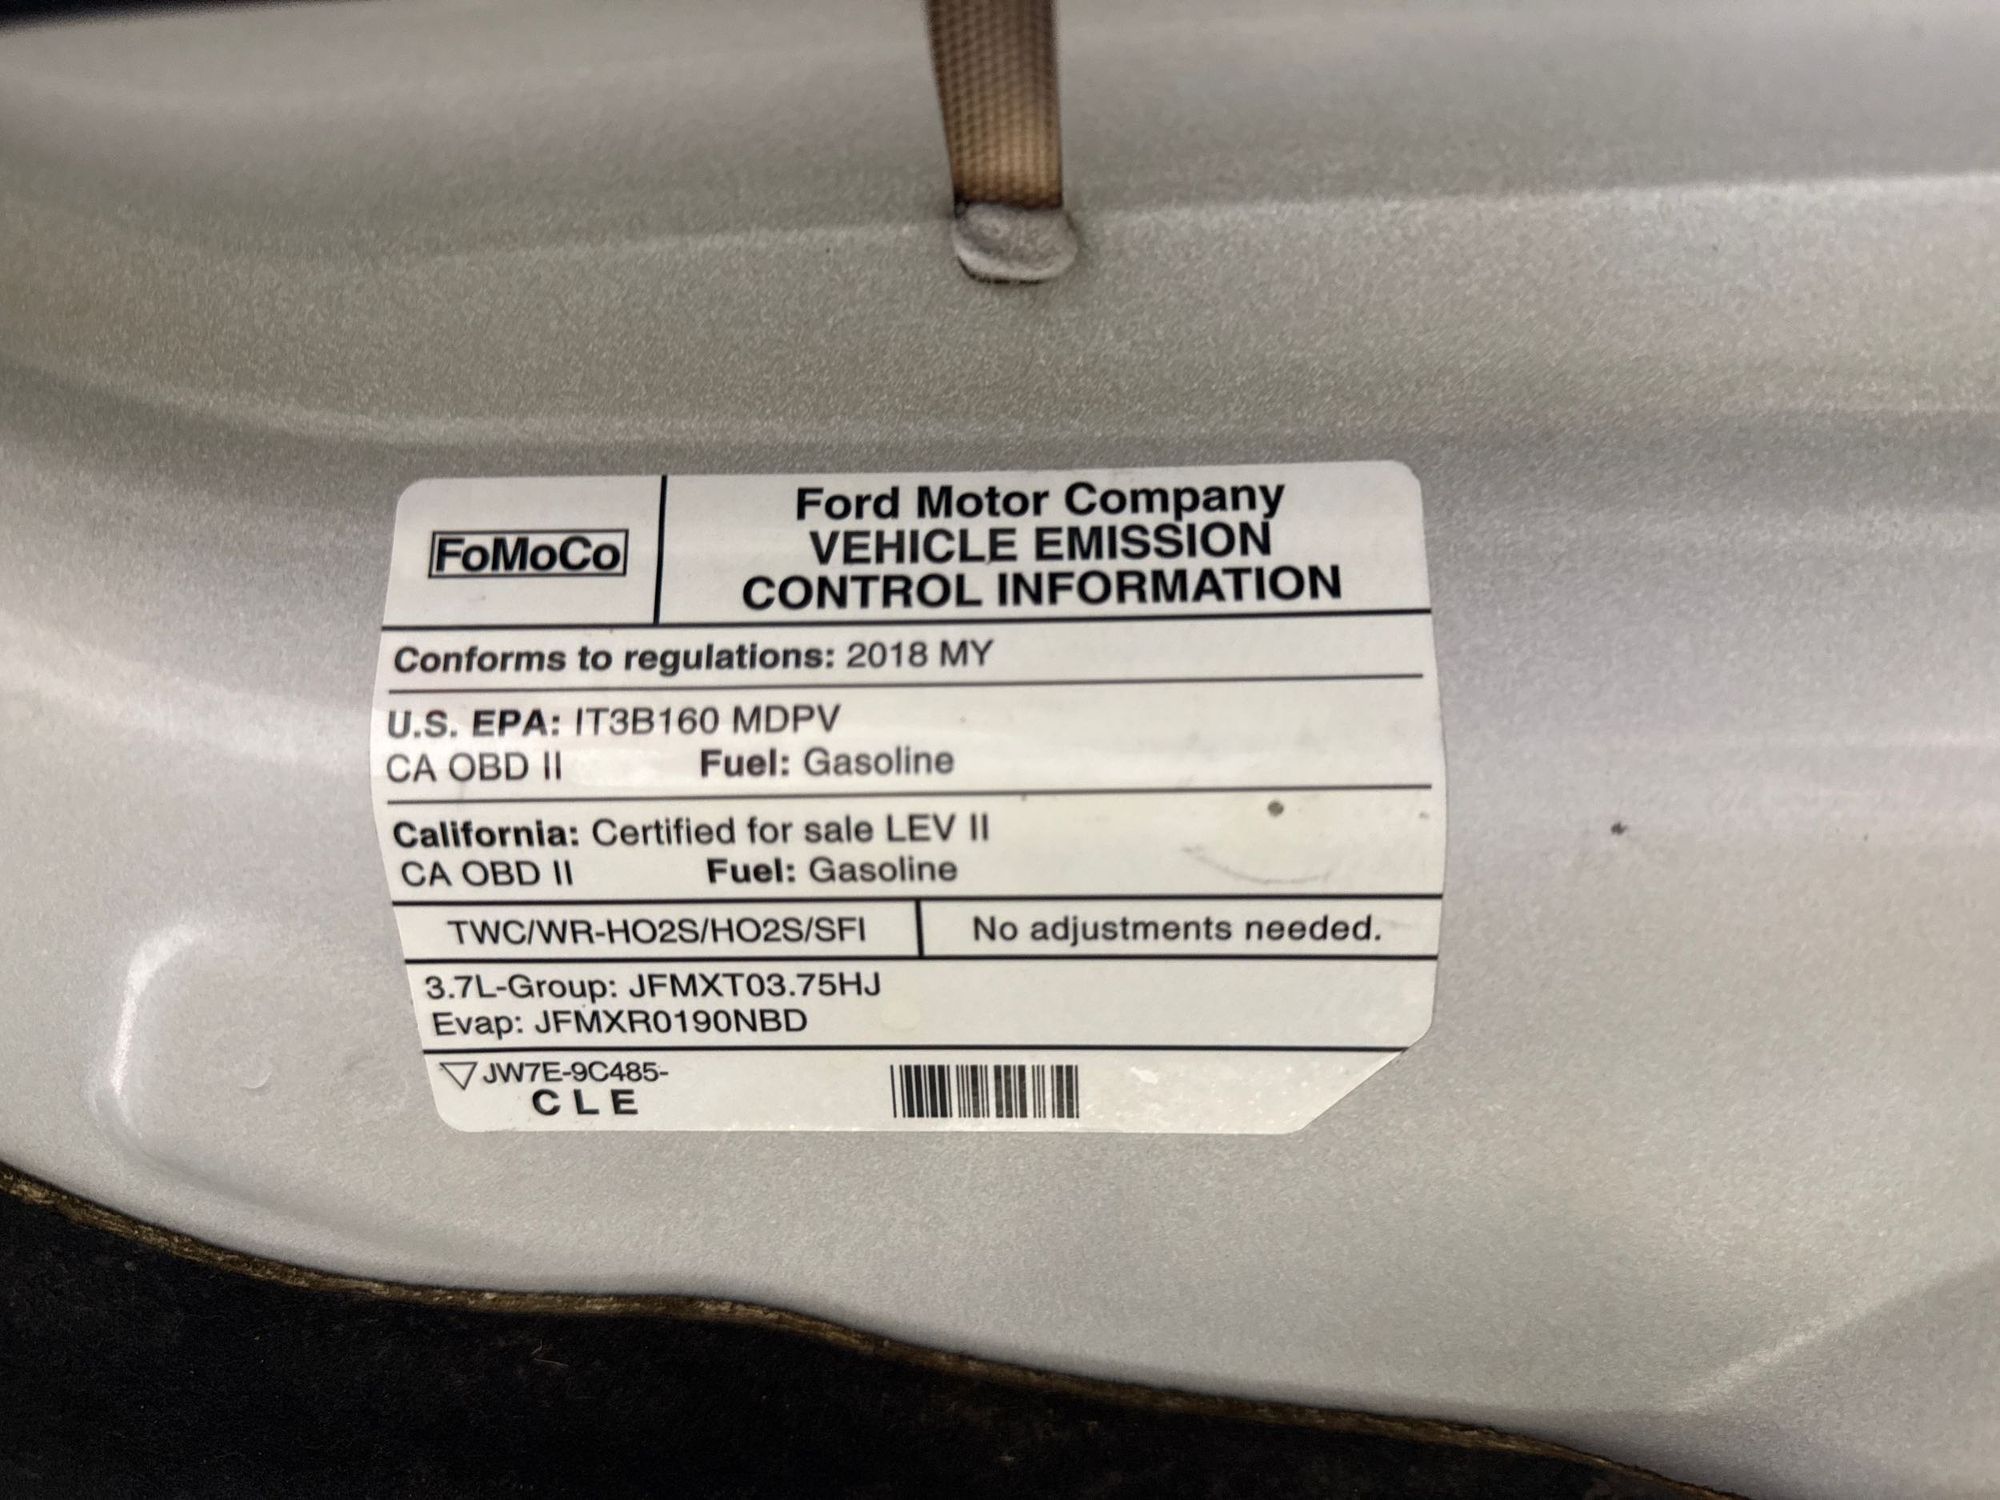 FoMoCo
Ford Motor Company
VEHICLE EMISSION
CONTROL INFORMATION
Conforms to regulations: 2018 MY
U.S. EPA: IT3B160 MDPV
CA OBD II Fuel: Gasoline
California: Certified for sale LEV II
CA OBD II Fuel: Gasoline
TWC/WR-HO2S/HO2S/SFI No adjustments needed.
3.7L-Group: JFMXT03.75HJ
Evap: JFMXR0190NBD
JW7E-9C485-
C L E